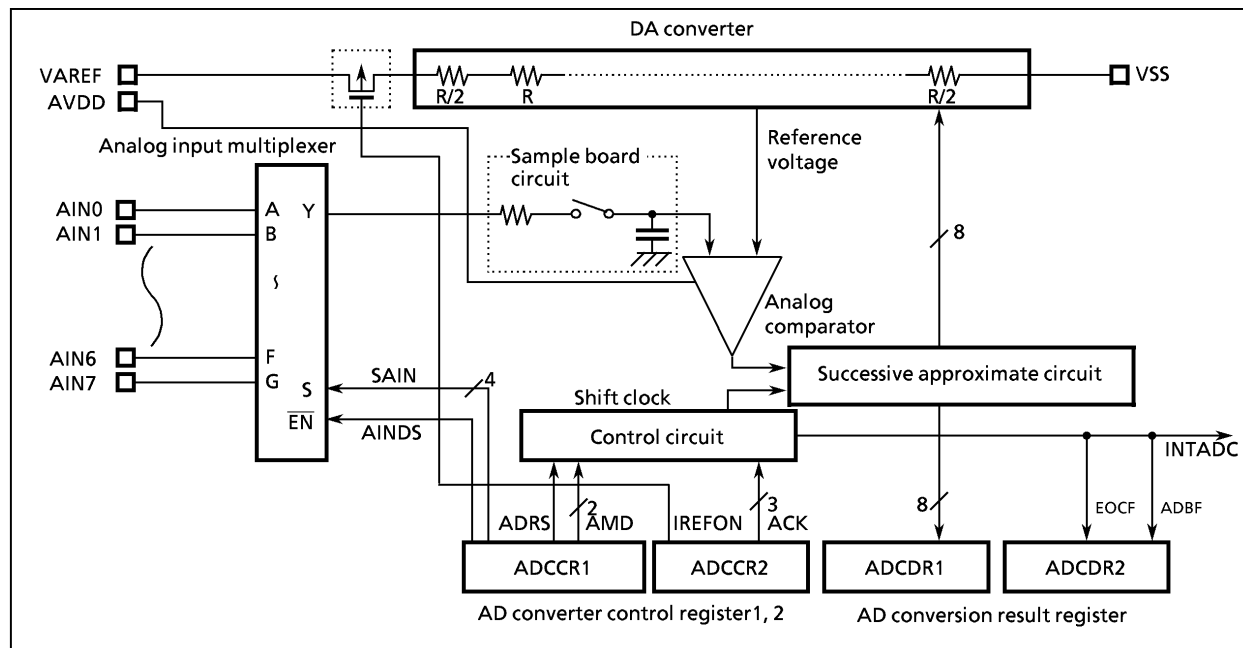 DA converter
VAREF
VSS
AVDD
R/2
R
R/2
Analog input multiplexer
Reference
voltage
Sample board
circuit
AIN0
A
Y
AIN1
B
8
Analog
comparator
AIN6
F
AIN7
G
S
SAIN
4
Successive approximate circuit
EN
AINDS
Shift clock
Control circuit
INTADC
ADRS
2
AMD
IREFON
3
ACK
8
EOCF
ADBF
ADCCR1
ADCCR2
ADCDR1
ADCDR2
AD converter control register1, 2
AD conversion result register